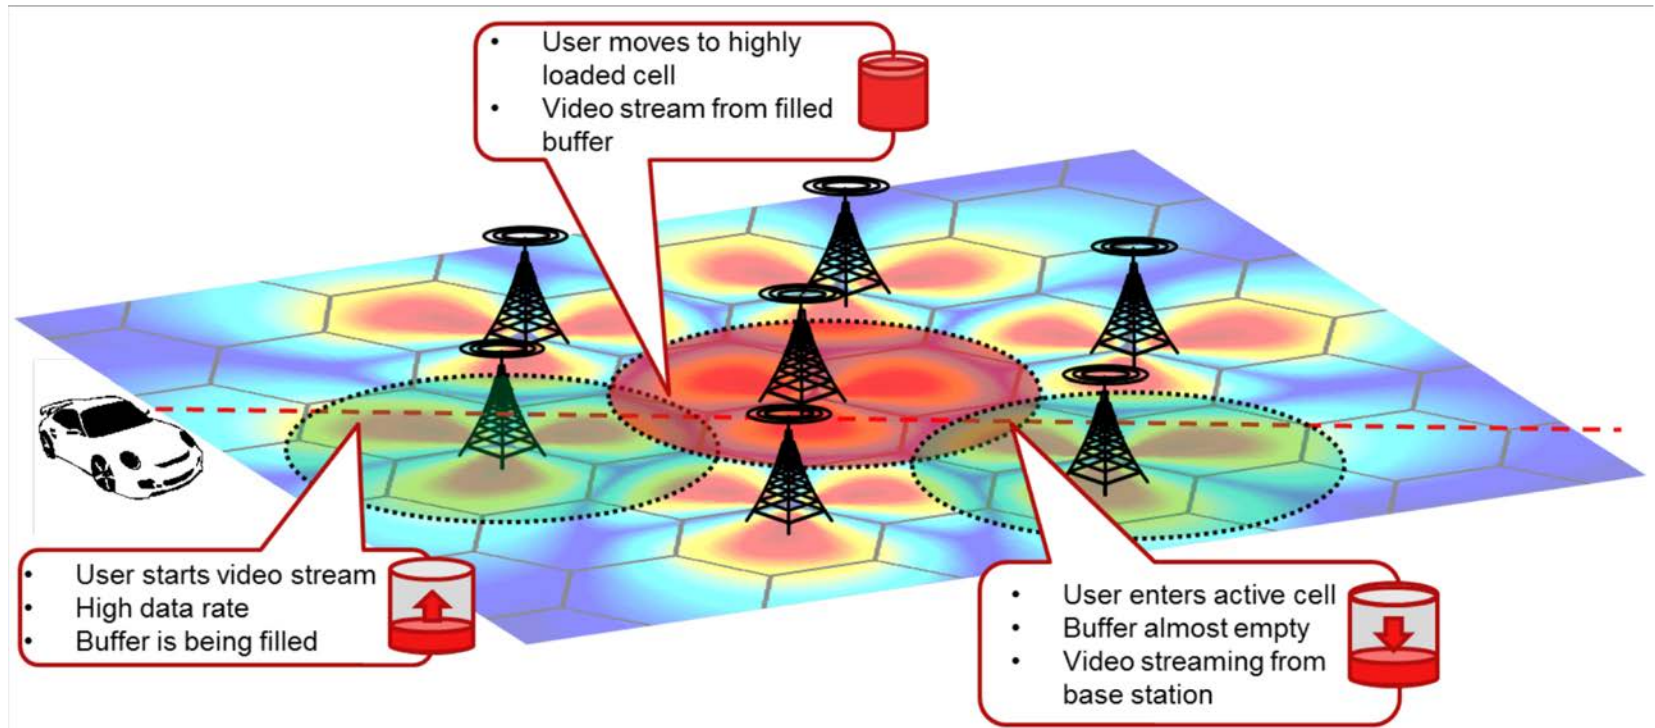 • User moves to highly
loaded cell
• Video stream from filled
buffer
• User starts video stream
• High data rate
• Buffer is being filled
• User enters active cell
• Buffer almost empty
• Video streaming from
base station